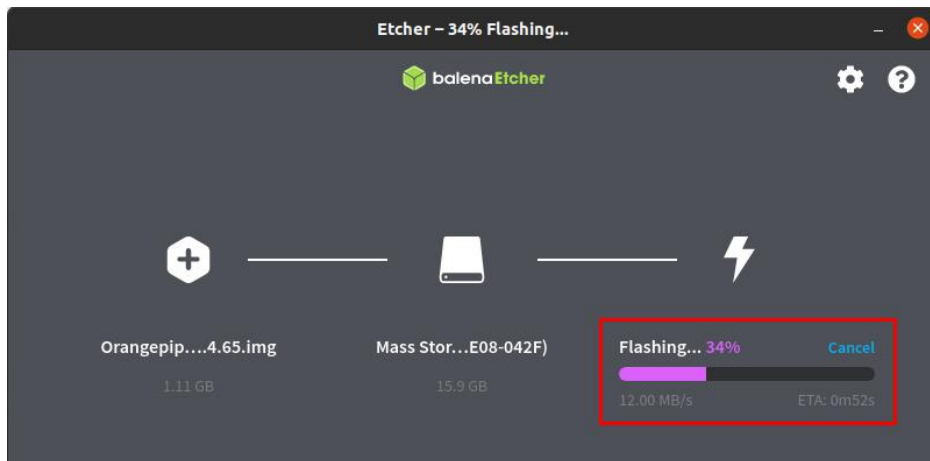 Etcher – 34% Flashing...
balenaEtcher
Orangepip....4.65.img
1.11 GB
Mass Stor...E08-042F)
15.9 GB
Flashing... 34%
Cancel
12.00 MB/s
ETA: 0m52s